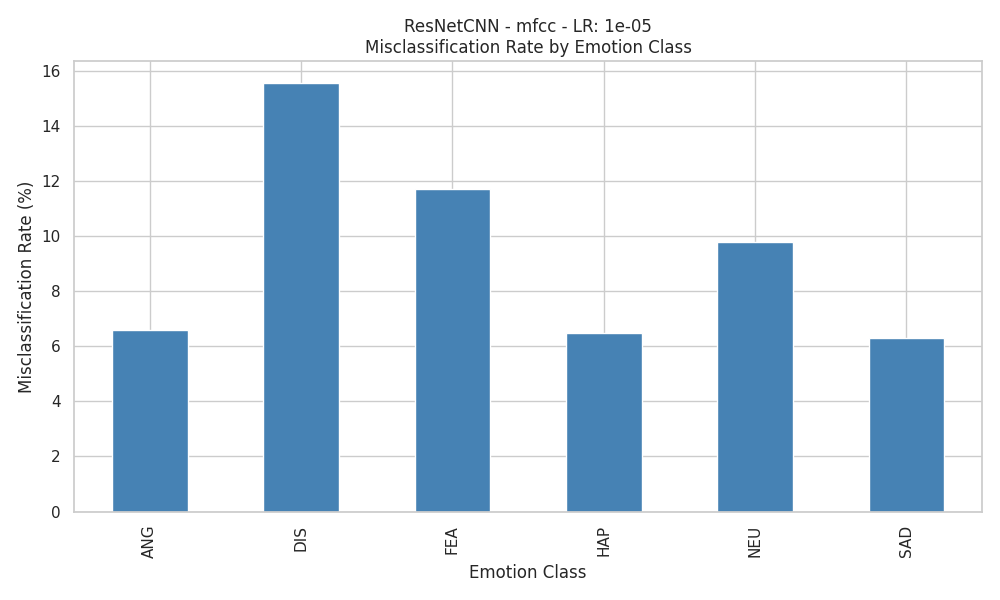 ResNetCNN - mfcc - LR: 1e-05
Misclassification Rate by Emotion Class
Misclassification Rate (%)
16
14
12
10
8
6
4
2
0
ANG
DIS
FEA
HAP
NEU
SAD
Emotion Class